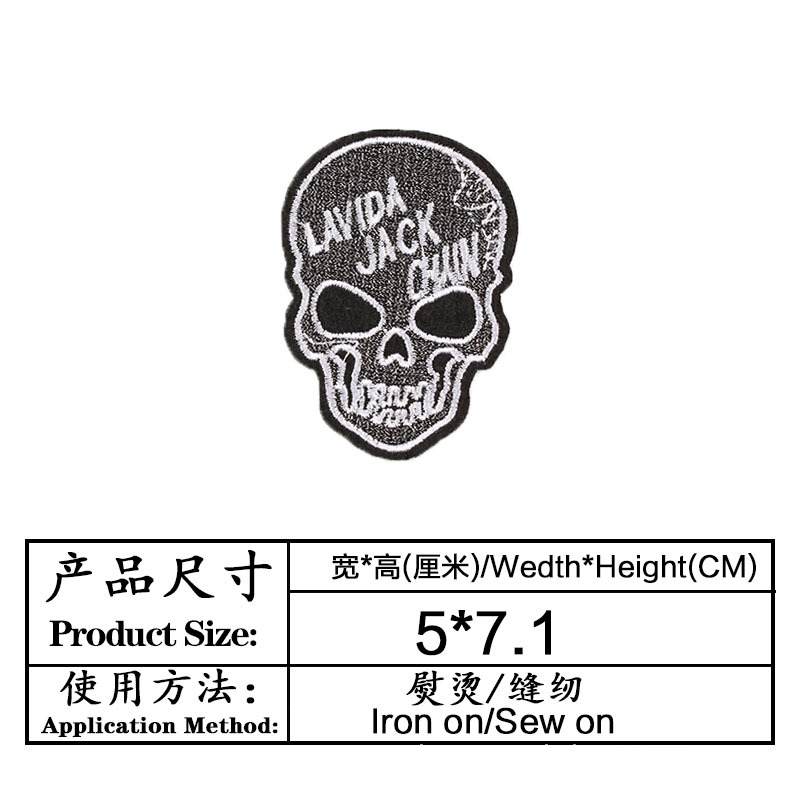 LAVIDA
JACK
CHAIN
产品尺寸
Product Size:
宽*高(厘米)/Wedth*Height(CM)
5*7.1
使用方法：
Application Method:
熨烫/缝纫
Iron on/Sew on